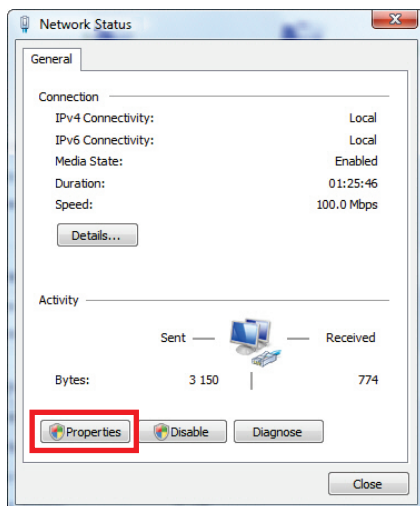 Network Status
General
Connection
IPv4 Connectivity: Local
IPv6 Connectivity: Local
Media State: Enabled
Duration: 01:25:46
Speed: 100.0 Mbps
Details...
Activity
Sent Received
Bytes: 3 150 774
Properties Disable Diagnose
Close